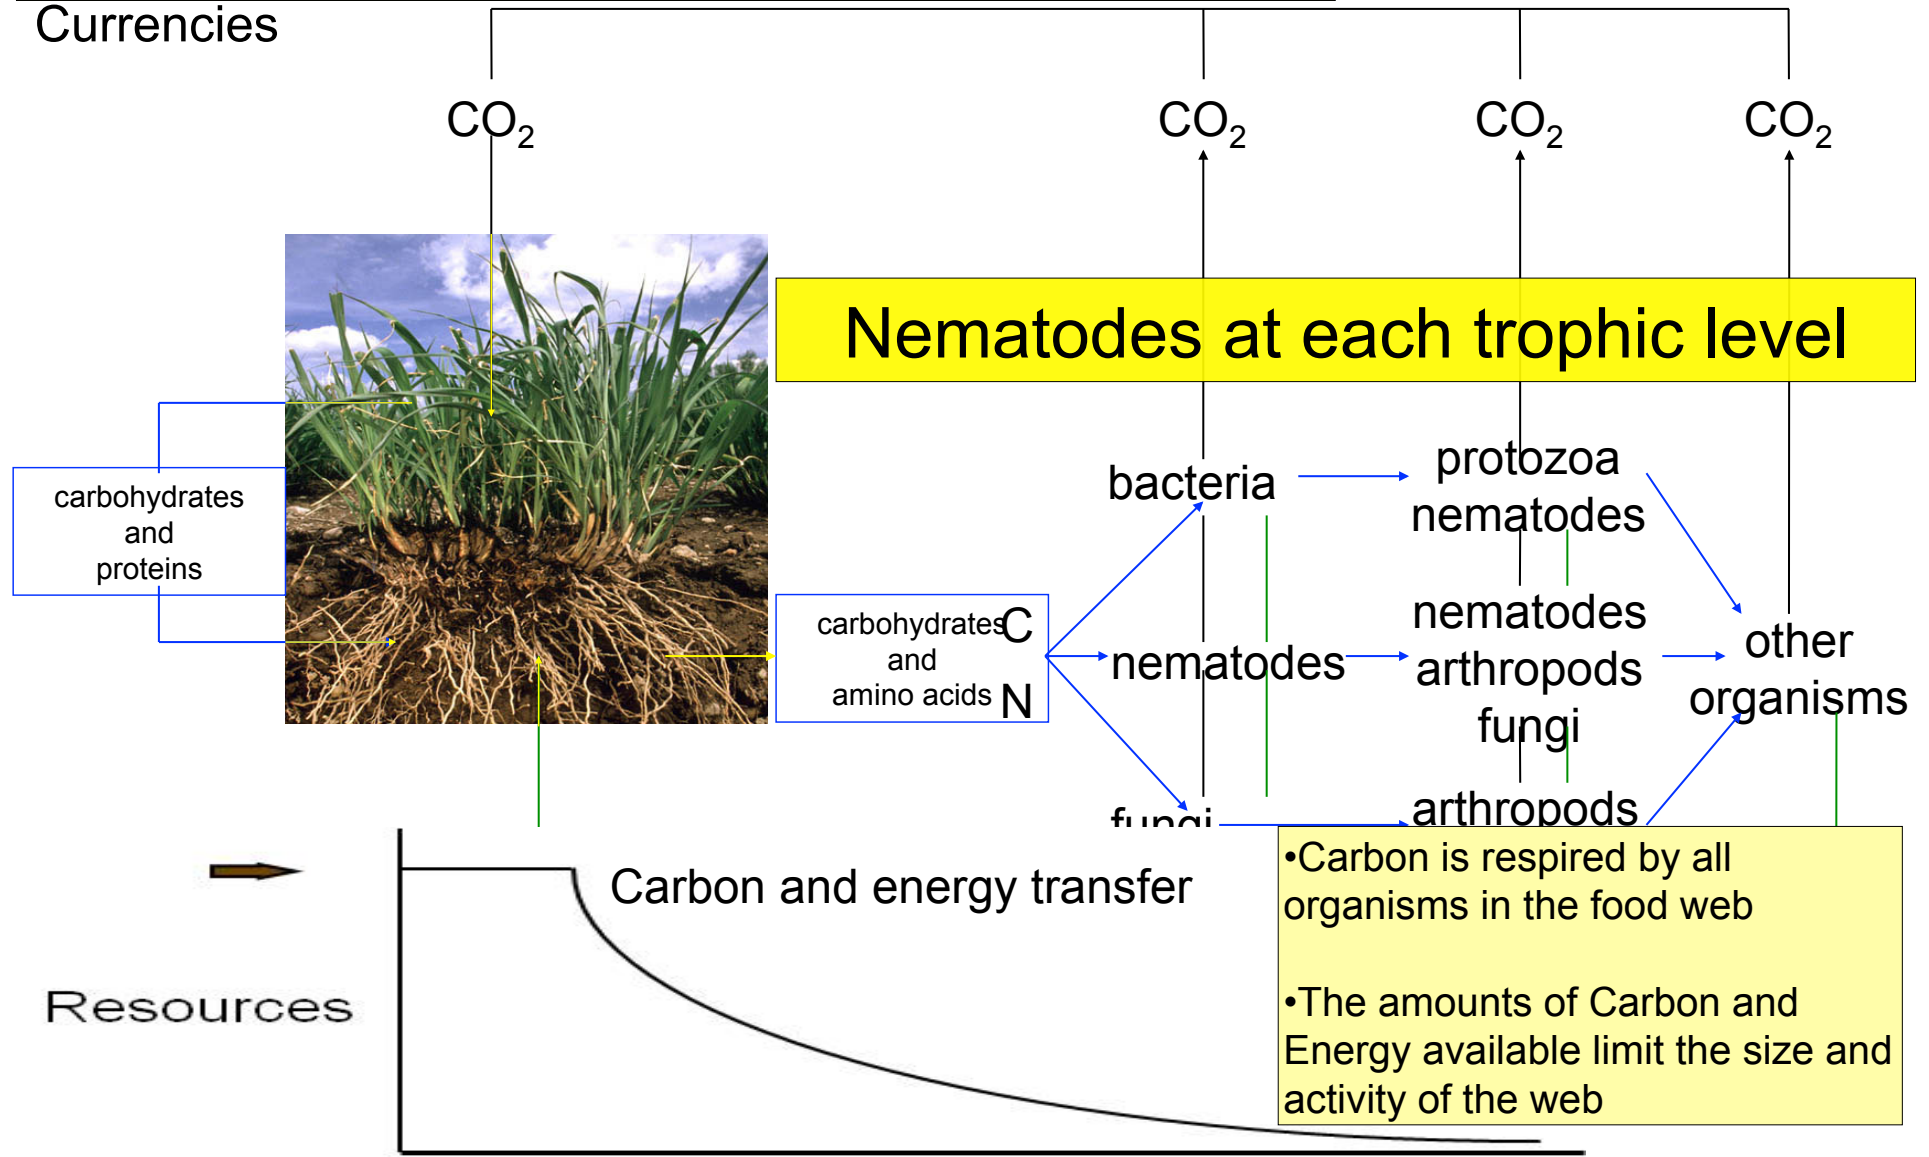 Currencies
CO₂ CO₂ CO₂ CO₂
Nematodes at each trophic level
carbohydrates
and
proteins
carbohydrates C
and
amino acids N
bacteria
nematodes
fungi
protozoa
nematodes
nematodes
arthropods
fungi
arthropods
other
organisms
Carbon and energy transfer
Resources
•Carbon is respired by all
organisms in the food web
•The amounts of Carbon and
Energy available limit the size and
activity of the web